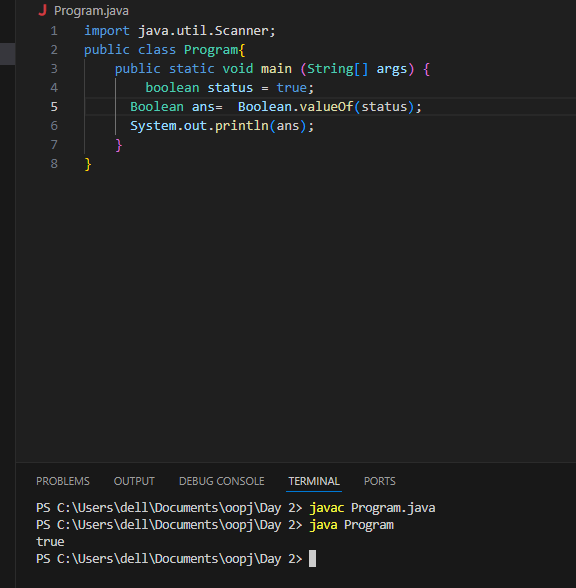 J Program.java
1 import java.util.Scanner;
2 public class Program{
3 public static void main (String[] args) {
4 boolean status = true;
5 Boolean ans=  Boolean.valueOf(status);
6 System.out.println(ans);
7 }
8 }
PROBLEMS OUTPUT DEBUG CONSOLE TERMINAL PORTS
PS C:\Users\dell\Documents\oopj\Day 2> javac Program.java
PS C:\Users\dell\Documents\oopj\Day 2> java Program
true
PS C:\Users\dell\Documents\oopj\Day 2>